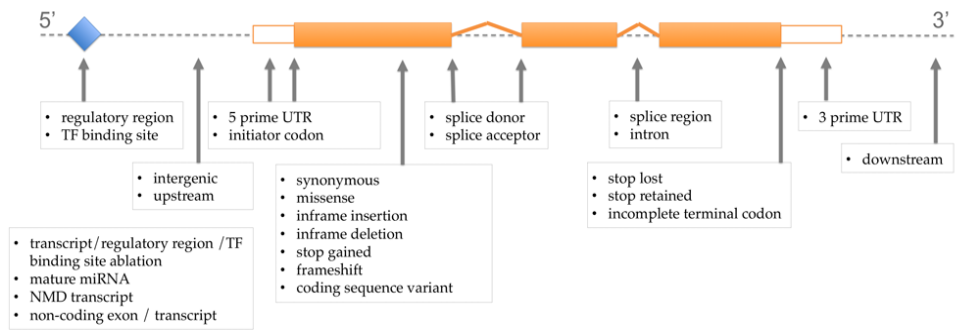 5’
3’
• regulatory region
• TF binding site
• 5 prime UTR
• initiator codon
• splice donor
• splice acceptor
• splice region
• intron
• 3 prime UTR
• downstream
• intergenic
• upstream
• synonymous
• missense
• inframe insertion
• inframe deletion
• stop gained
• frameshift
• coding sequence variant
• stop lost
• stop retained
• incomplete terminal codon
• transcript/regulatory region /TF
binding site ablation
• mature miRNA
• NMD transcript
• non-coding exon / transcript